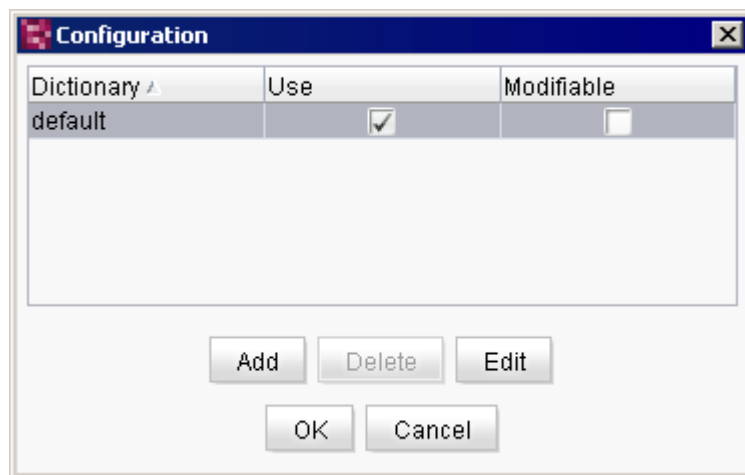 Configuration
Dictionary Use Modifiable
default
Add Delete Edit
OK Cancel